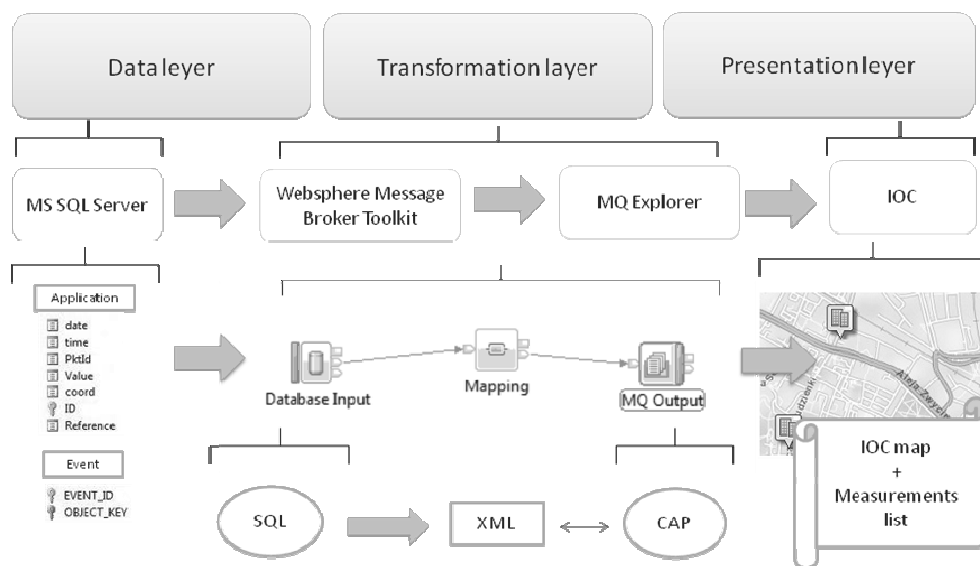 Data leyer
Transformation layer
Presentation leyer
MS SQL Server
Websphere Message
Broker Toolkit
MQ Explorer
IOC
Application
date
time
PktId
Value
coord
ID
Reference
Event
EVENT_ID
OBJECT_KEY
Database Input
Mapping
MQ Output
Aleja Zwycię
IOC map
+
Measurements
list
SQL
XML
CAP